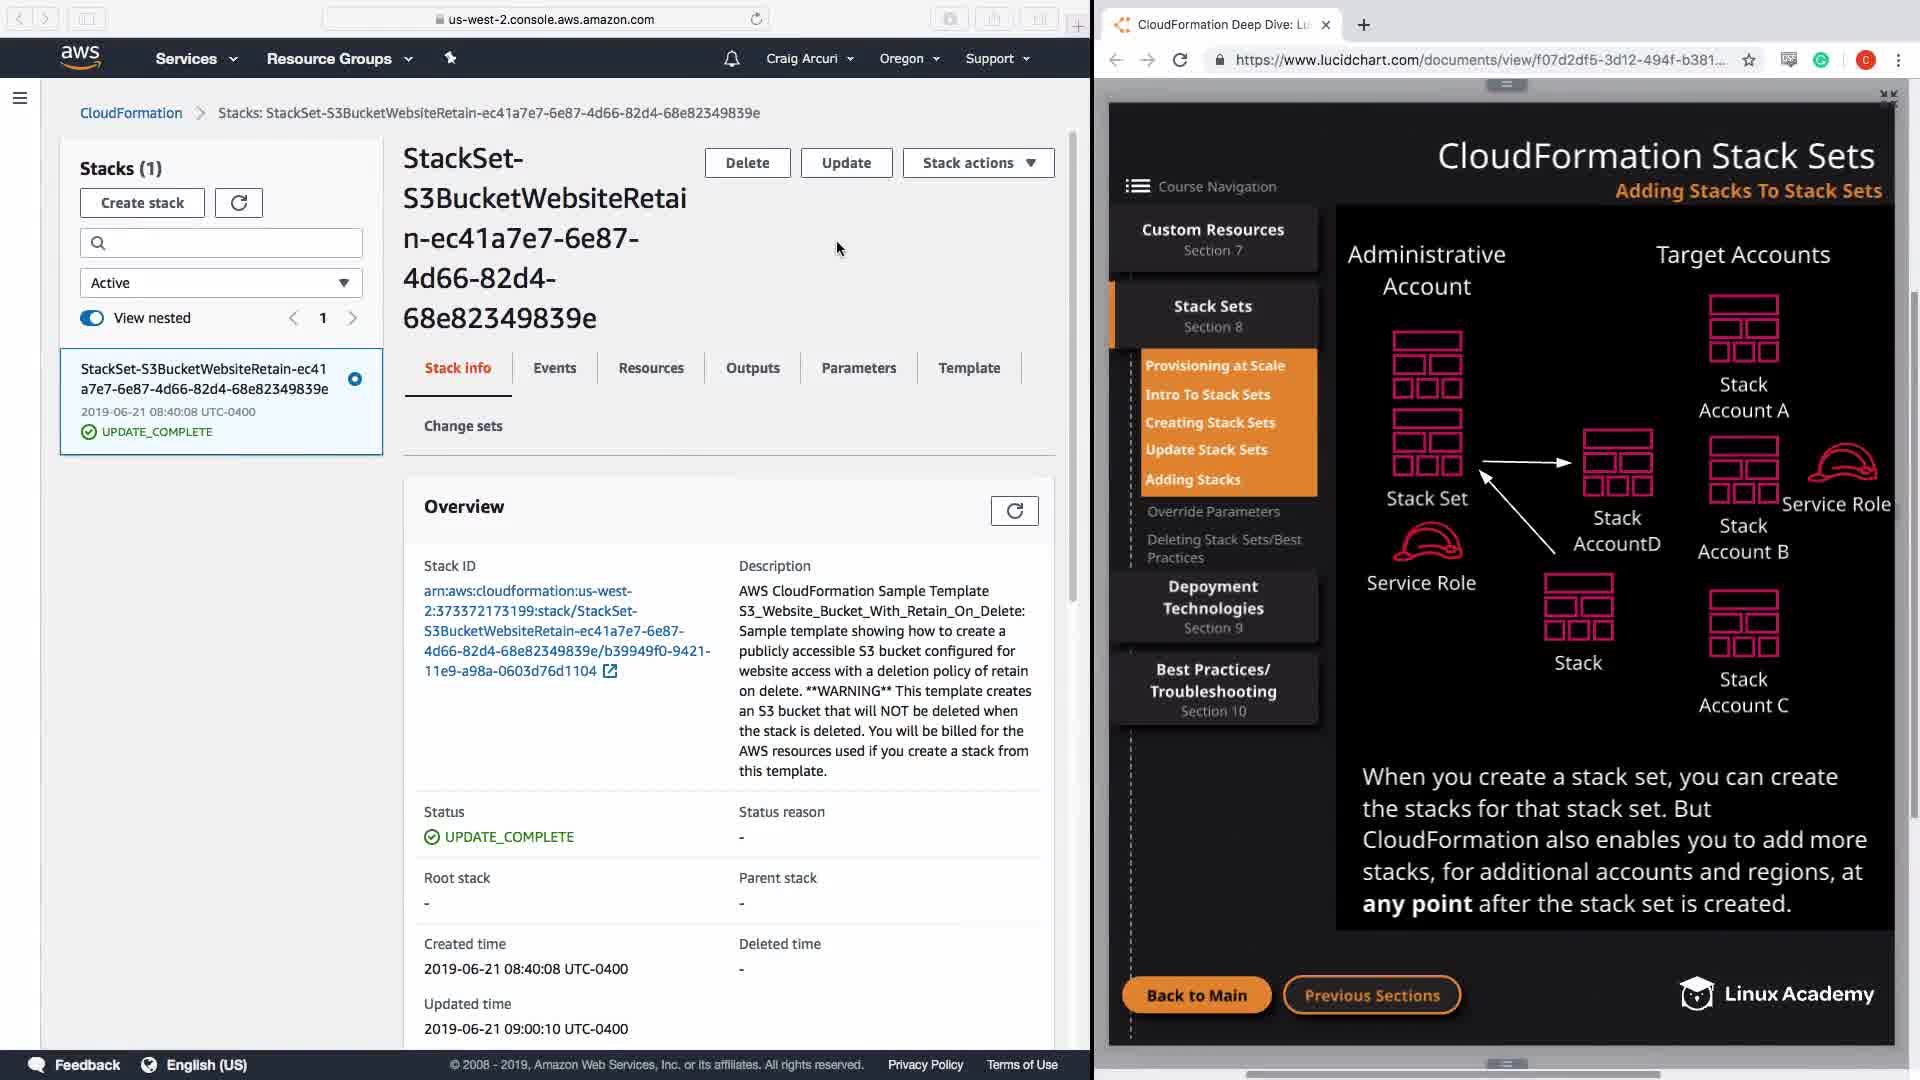 us-west-2.console.aws.amazon.com
aws
Services
Resource Groups
Craig Arcuri
Oregon
Support
CloudFormation
Stacks: StackSet-S3BucketWebsiteRetain-ec41a7e7-6e87-4d66-82d4-68e82349839e
Stacks (1)
Create stack
Active
View nested
1
StackSet-S3BucketWebsiteRetain-ec41
a7e7-6e87-4d66-82d4-68e82349839e
2019-06-21 08:40:08 UTC-0400
UPDATE_COMPLETE
StackSet-
S3BucketWebsiteRetai
n-ec41a7e7-6e87-
4d66-82d4-
68e82349839e
Delete
Update
Stack actions
Stack info
Events
Resources
Outputs
Parameters
Template
Change sets
Overview
Stack ID
arn:aws:cloudformation:us-west-
2:373372173199:stack/StackSet-
S3BucketWebsiteRetain-ec41a7e7-6e87-
4d66-82d4-68e82349839e/b39949f0-9421-
11e9-a98a-0603d76d1104
Description
AWS CloudFormation Sample Template
S3_Website_Bucket_With_Retain_On_Delete:
Sample template showing how to create a
publicly accessible S3 bucket configured for
website access with a deletion policy of retain
on delete. **WARNING** This template creates
an S3 bucket that will NOT be deleted when
the stack is deleted. You will be billed for the
AWS resources used if you create a stack from
this template.
Status
UPDATE_COMPLETE
Status reason
-
Root stack
-
Parent stack
-
Created time
2019-06-21 08:40:08 UTC-0400
Deleted time
-
Updated time
2019-06-21 09:00:10 UTC-0400
Feedback
English (US)
© 2008 - 2019, Amazon Web Services, Inc. or its affiliates. All rights reserved.
Privacy Policy
Terms of Use
CloudFormation Deep Dive: Lu
https://www.lucidchart.com/documents/view/f07d2df5-3d12-494f-b381...
C
CloudFormation Stack Sets
Adding Stacks To Stack Sets
Course Navigation
Custom Resources
Section 7
Stack Sets
Section 8
Provisioning at Scale
Intro To Stack Sets
Creating Stack Sets
Update Stack Sets
Adding Stacks
Override Parameters
Deleting Stack Sets/Best
Practices
Depoyment
Technologies
Section 9
Best Practices/
Troubleshooting
Section 10
Administrative
Account
Target Accounts
Stack
Account A
Stack Set
Service Role
Stack
AccountD
Stack
Account B
Service Role
Stack
Stack
Account C
When you create a stack set, you can create
the stacks for that stack set. But
CloudFormation also enables you to add more
stacks, for additional accounts and regions, at
any point after the stack set is created.
Back to Main
Previous Sections
Linux Academy